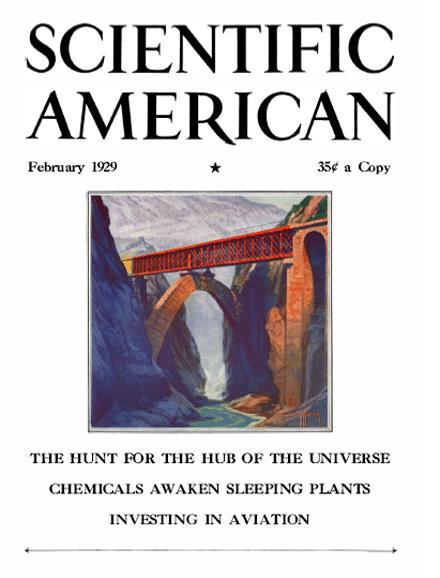 SCIENTIFIC
AMERICAN
February 1929 ★ 35¢ a Copy
THE HUNT FOR THE HUB OF THE UNIVERSE
CHEMICALS AWAKEN SLEEPING PLANTS
INVESTING IN AVIATION